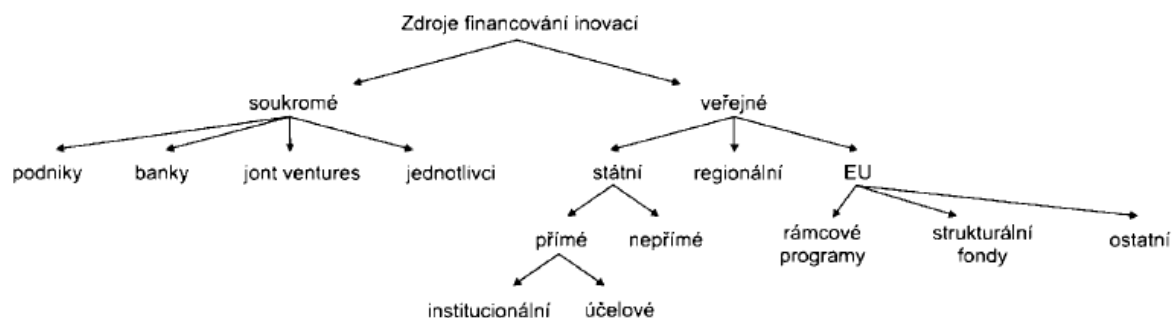 Zdroje financování inovací
soukromé veřejné
podniky banky jont ventures jednotlivci státní regionální EU
přímé nepřímé rámcové programy strukturální fondy ostatní
institucionální účelové